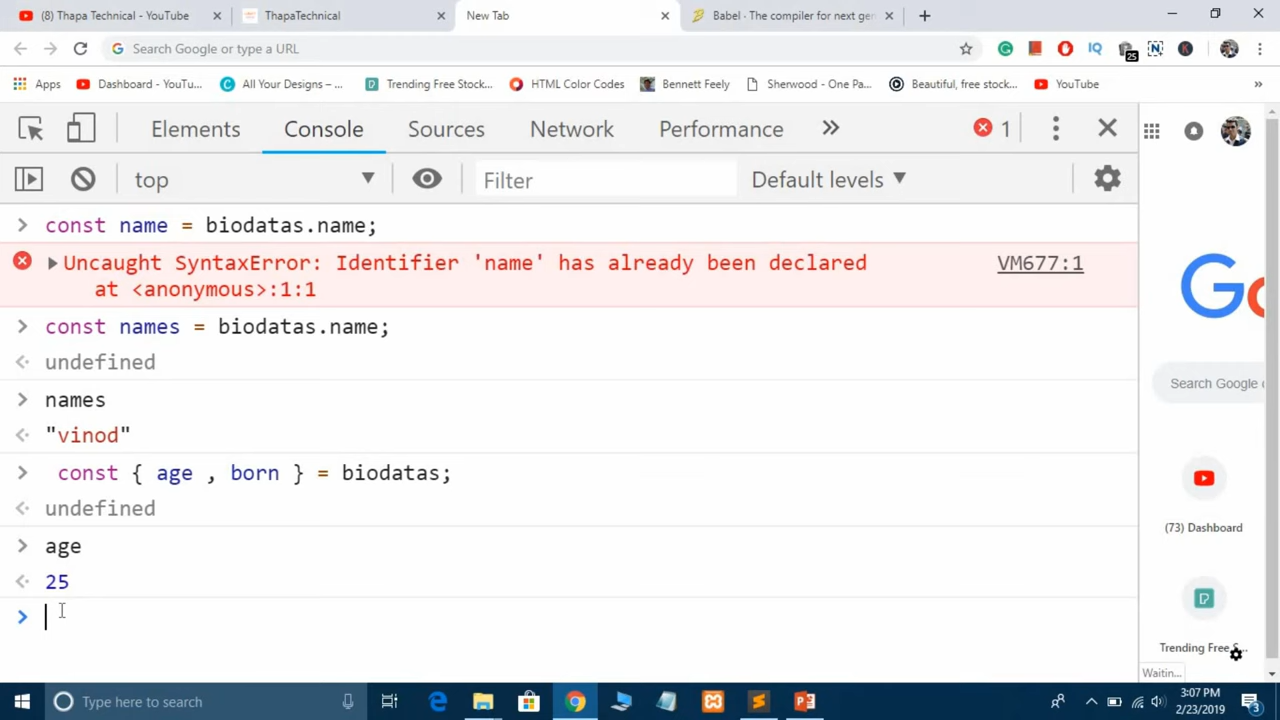 (8) Thapa Technical - YouTube
ThapaTechnical
New Tab
Babel · The compiler for next gen
Search Google or type a URL
IQ
25
N
K
Apps
Dashboard - YouTu...
All Your Designs – ...
Trending Free Stock...
HTML Color Codes
Bennett Feely
Sherwood - One Pa...
Beautiful, free stock...
YouTube
»
Elements
Console
Sources
Network
Performance
»
1
top
Filter
Default levels
> const name = biodatas.name;
Uncaught SyntaxError: Identifier 'name' has already been declared
VM677:1
at <anonymous>:1:1
> const names = biodatas.name;
undefined
> names
"vinod"
> const { age , born } = biodatas;
undefined
> age
25
>
Go
Search Google o
(73) Dashboard
Trending Free S...
Waitin...
Type here to search
3:07 PM
2/23/2019
3